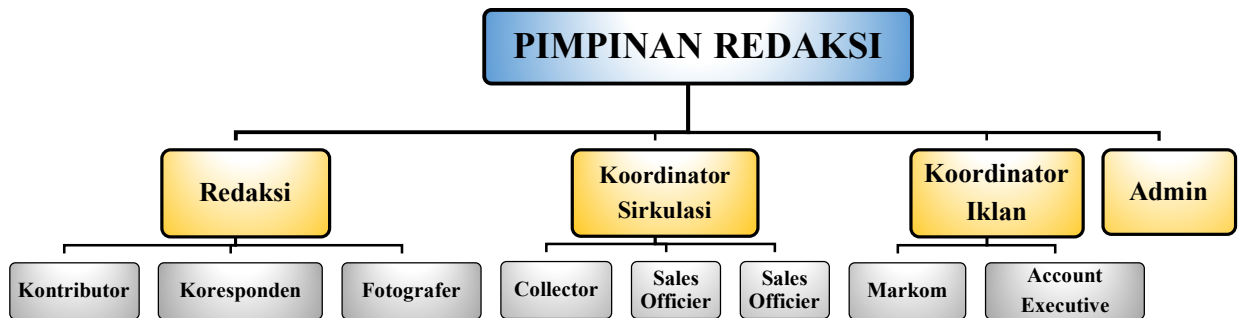 PIMPINAN REDAKSI
Redaksi
Koordinator
Sirkulasi
Koordinator
Iklan
Admin
Kontributor
Koresponden
Fotografer
Collector
Sales
Officier
Sales
Officier
Markom
Account
Executive